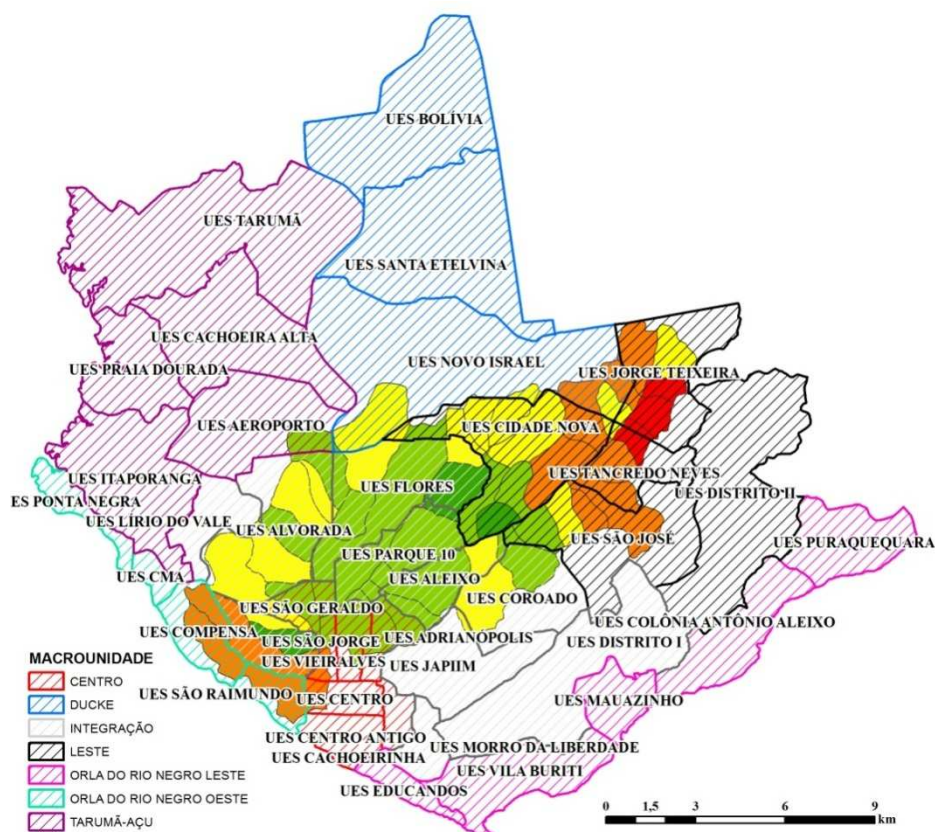 UES BOLÍVIA
UES TARUMÃ
UES SANTA ETELVINA
UES CACHOEIRA ALTA
UES NOVO ISRAEL
UES PRAIA DOURADA
UES JORGE TEIXEIRA
UES AEROPORTO
UES CIDADE NOVA
UES ITAPORANGA
UES FLORES
UES TANCREDO NEVES
ES PONTA NEGRA
UES DISTRITO II
UES LÍRIO DO VALE
UES ALVORADA
UES SÃO JOSÉ
UES PURAQUEQUARA
UES PARQUE 10
UES CMA
UES ALEIXO
UES COROADO
UES SÃO GERALDO
UES COLÔNIA ANTÔNIO ALEIXO
UES COMPENSA
UES SÃO JORGE
UES ADRIANÓPOLIS
UES DISTRITO I
UES VIEIRALVES
UES JAPIIM
UES SÃO RAIMUNDO
UES CENTRO
UES MAUAZINHO
UES CENTRO ANTIGO
UES MORRO DA LIBERDADE
UES CACHOEIRINHA
UES VILA BURITI
UES EDUCANDOS
MACROUNIDADE
CENTRO
DUCKE
INTEGRAÇÃO
LESTE
ORLA DO RIO NEGRO LESTE
ORLA DO RIO NEGRO OESTE
TARUMÃ-AÇU
0 1,5 3 6 9
km